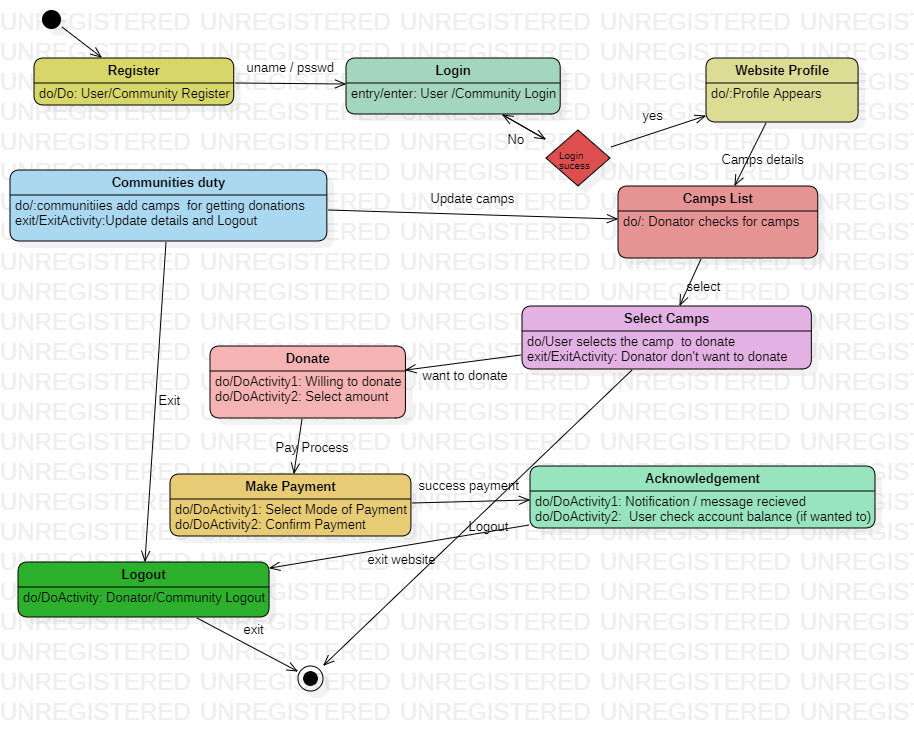 Register
do/Do: User/Community Register
uname / psswd
Login
entry/enter: User /Community Login
Website Profile
do/:Profile Appears
yes
No
Login
sucess
Camps details
Communities duty
do/:communitiies add camps  for getting donations
exit/ExitActivity:Update details and Logout
Update camps
Camps List
do/: Donator checks for camps
select
Select Camps
do/User selects the camp  to donate
exit/ExitActivity: Donator don't want to donate
Donate
do/DoActivity1: Willing to donate
do/DoActivity2: Select amount
want to donate
Exit
Pay Process
Make Payment
do/DoActivity1: Select Mode of Payment
do/DoActivity2: Confirm Payment
success payment
Acknowledgement
do/DoActivity1: Notification / message recieved
do/DoActivity2:  User check account balance (if wanted to)
Logout
exit website
Logout
do/DoActivity: Donator/Community Logout
exit
UNREGISTERED